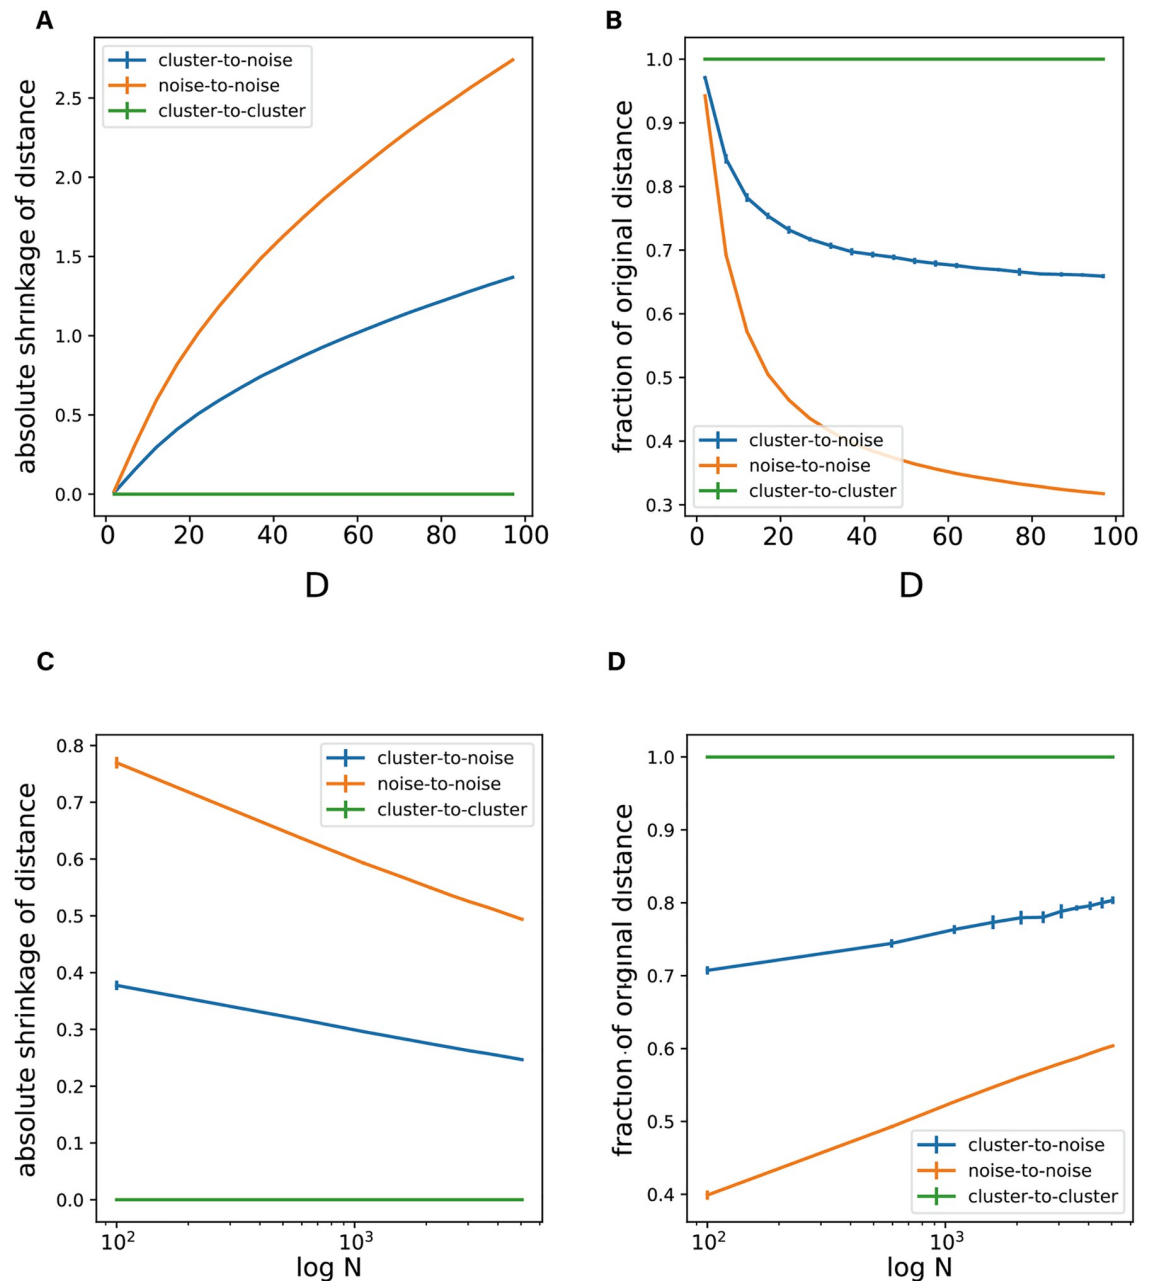 A
absolute shrinkage of distance
cluster-to-noise
noise-to-noise
cluster-to-cluster
2.5
2.0
1.5
1.0
0.5
0.0
0 20 40 60 80 100
D
B
fraction of original distance
1.0
0.9
0.8
0.7
0.6
0.5
0.4
0.3
cluster-to-noise
noise-to-noise
cluster-to-cluster
0 20 40 60 80 100
D
C
absolute shrinkage of distance
0.8
0.7
0.6
0.5
0.4
0.3
0.2
0.1
0.0
cluster-to-noise
noise-to-noise
cluster-to-cluster
10² 10³
log N
D
fraction of original distance
1.0
0.9
0.8
0.7
0.6
0.5
0.4
cluster-to-noise
noise-to-noise
cluster-to-cluster
10² 10³
log N